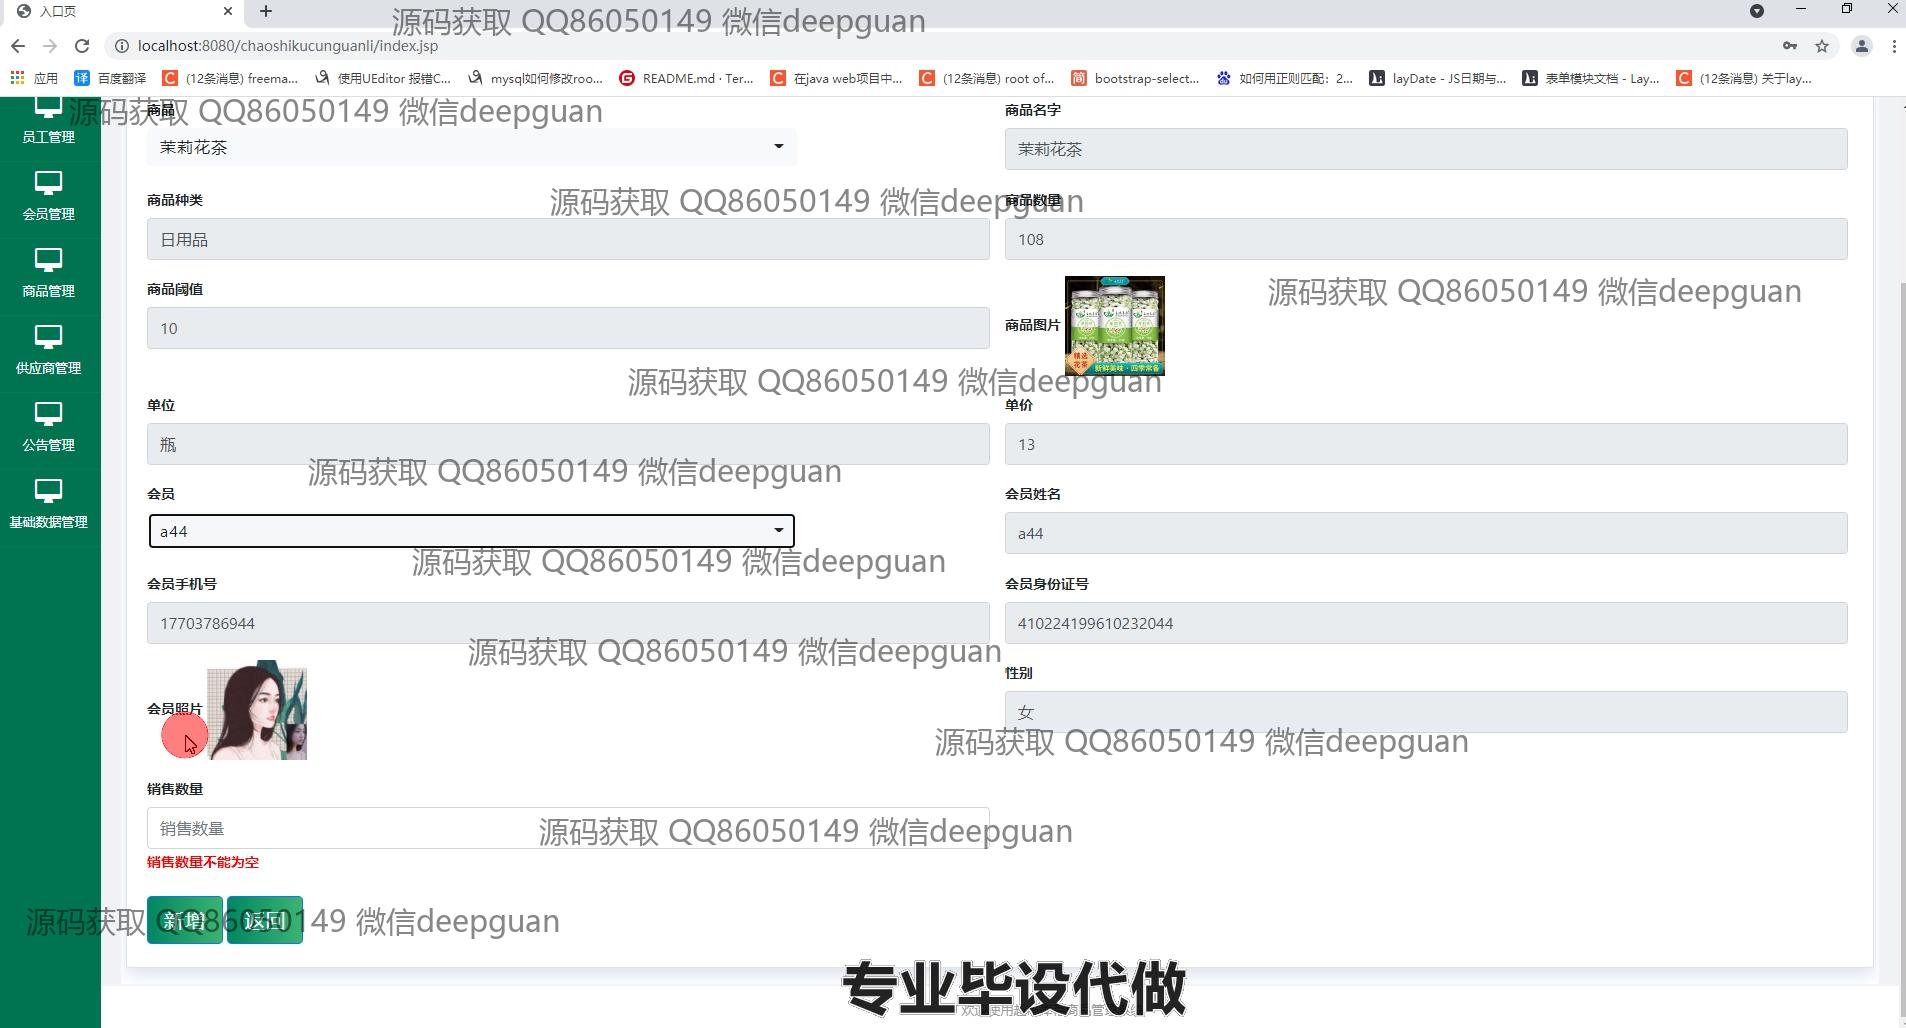 入口页
源码获取 QQ86050149 微信deepguan
localhost:8080/chaoshikucunguanli/index.jsp
应用
百度翻译
(12条消息) freema...
使用UEditor 报错C...
mysql如何修改roo...
README.md · Ter...
在java web项目中...
(12条消息) root of...
bootstrap-select...
如何用正则匹配：2...
layDate - JS日期与...
表单模块文档 - Lay...
(12条消息) 关于lay...
源码获取 QQ86050149 微信deepguan
员工管理
会员管理
商品管理
供应商管理
公告管理
基础数据管理
商品
茉莉花茶
商品名字
茉莉花茶
源码获取 QQ86050149 微信deepguan
商品种类
日用品
商品数量
108
商品阈值
10
商品图片
精选
花茶
新鲜美味·四季常备
源码获取 QQ86050149 微信deepguan
源码获取 QQ86050149 微信deepguan
单位
瓶
单价
13
源码获取 QQ86050149 微信deepguan
会员
a44
会员姓名
a44
源码获取 QQ86050149 微信deepguan
会员手机号
17703786944
会员身份证号
410224199610232044
源码获取 QQ86050149 微信deepguan
会员照片
性别
女
源码获取 QQ86050149 微信deepguan
销售数量
销售数量
源码获取 QQ86050149 微信deepguan
销售数量不能为空
新增
返回
源码获取 QQ86050149 微信deepguan
专业毕设代做